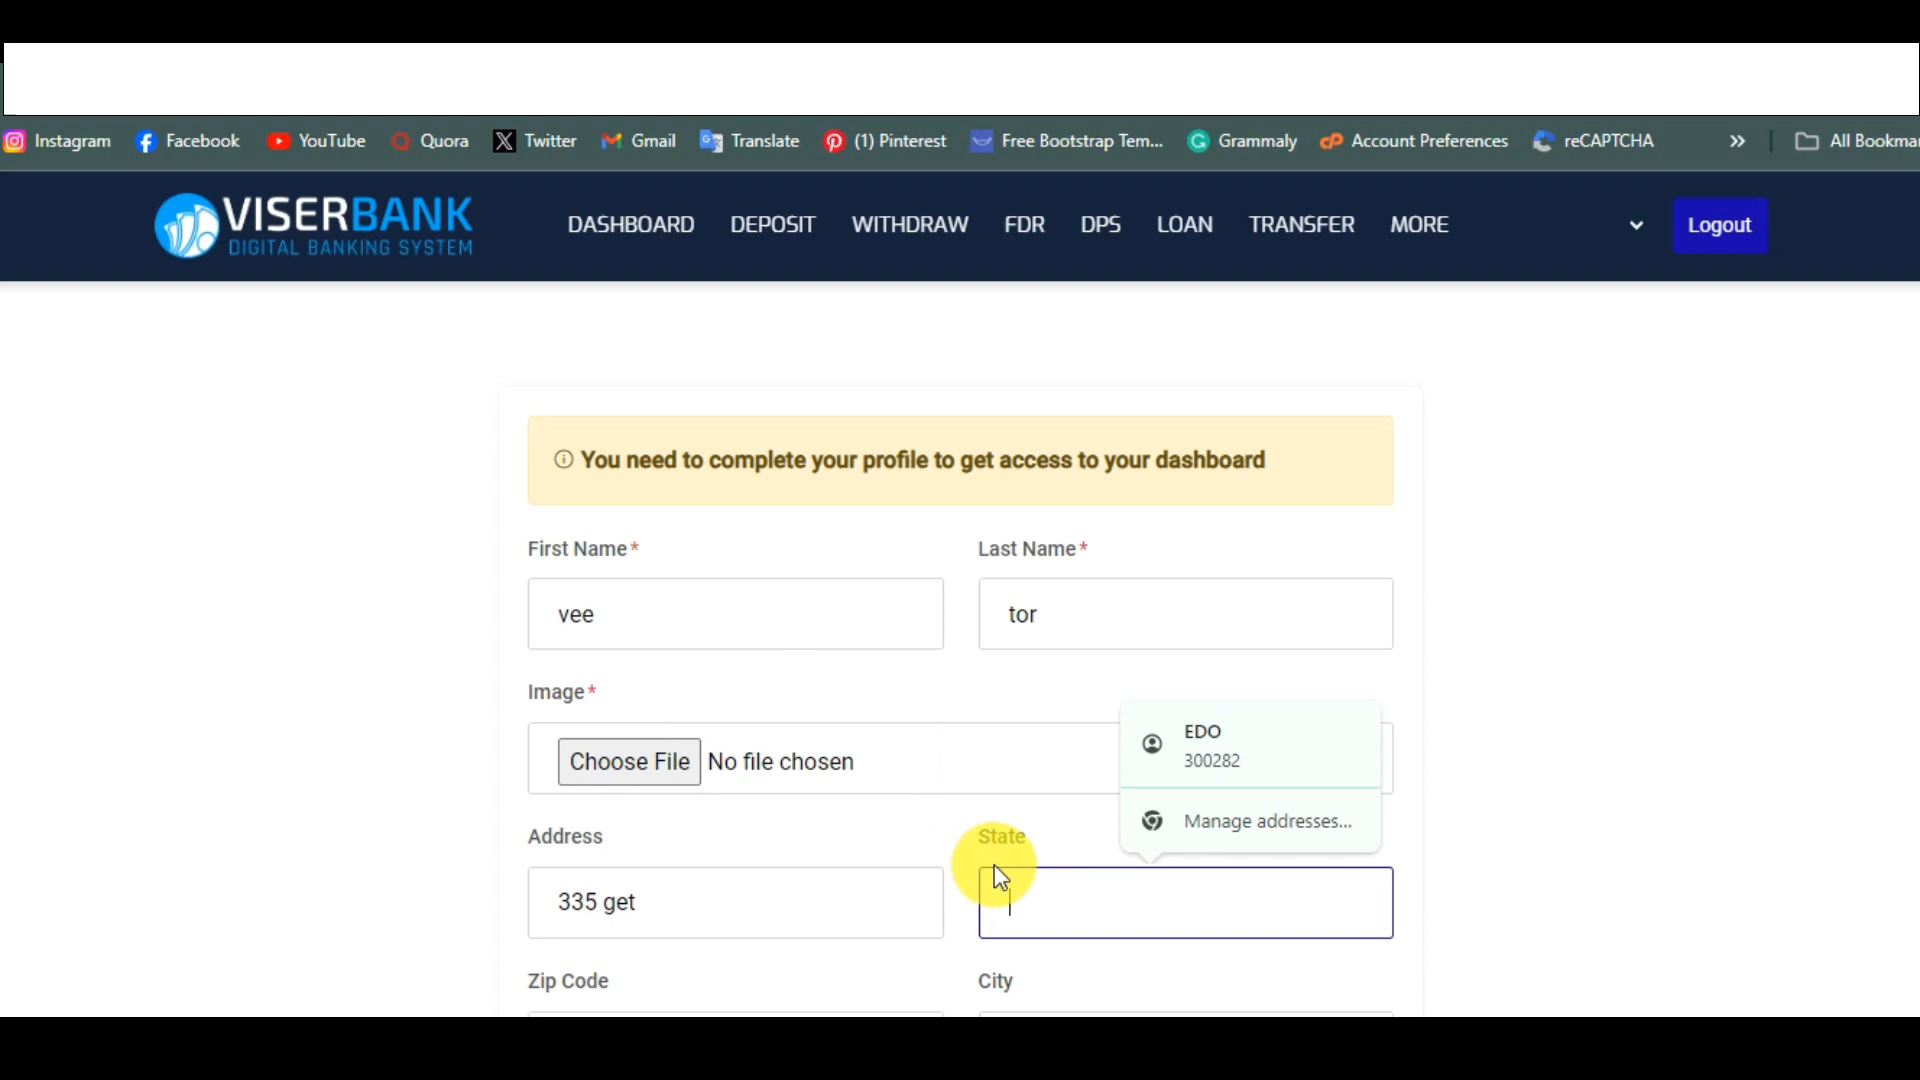 Instagram Facebook YouTube Quora Twitter Gmail Translate (1) Pinterest Free Bootstrap Tem... Grammaly Account Preferences reCAPTCHA » All Bookmar
VISERBANK
DIGITAL BANKING SYSTEM
DASHBOARD DEPOSIT WITHDRAW FDR DPS LOAN TRANSFER MORE Logout
You need to complete your profile to get access to your dashboard
First Name* Last Name*
vee tor
Image*
Choose File No file chosen
EDO
300282
Manage addresses...
Address State
335 get
Zip Code City